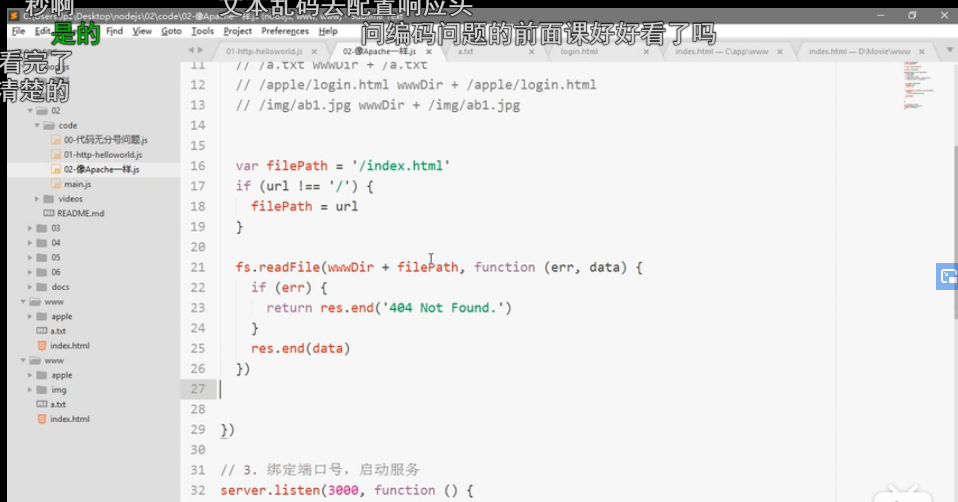 秒啊
文本乱码去配置响应头
C:\Users\lpz\Desktop\nodejs\02\code\02-像Apache一样.js (nodejs, www, www) - Sublime Text
是的
问编码问题的前面课好好看了吗
File Edit Find View Goto Tools Project Preferences Help
看完了
清楚的
01-http-helloworld.js
02-像Apache一样.js
a.txt
login.html
index.html — C:\app\www
index.html — D:\Movie\www
02
code
00-代码无分号问题.js
01-http-helloworld.js
02-像Apache一样.js
main.js
videos
README.md
03
04
05
06
docs
www
apple
a.txt
index.html
www
apple
img
a.txt
index.html
11 // /a.txt wwwDir + /a.txt
12 // /apple/login.html wwwDir + /apple/login.html
13 // /img/ab1.jpg wwwDir + /img/ab1.jpg
14
15
16 var filePath = '/index.html'
17 if (url !== '/') {
18 filePath = url
19 }
20
21 fs.readFile(wwwDir + filePath, function (err, data) {
22 if (err) {
23 return res.end('404 Not Found.')
24 }
25 res.end(data)
26 })
27
28
29 })
30
31 // 3. 绑定端口号，启动服务
32 server.listen(3000, function () {